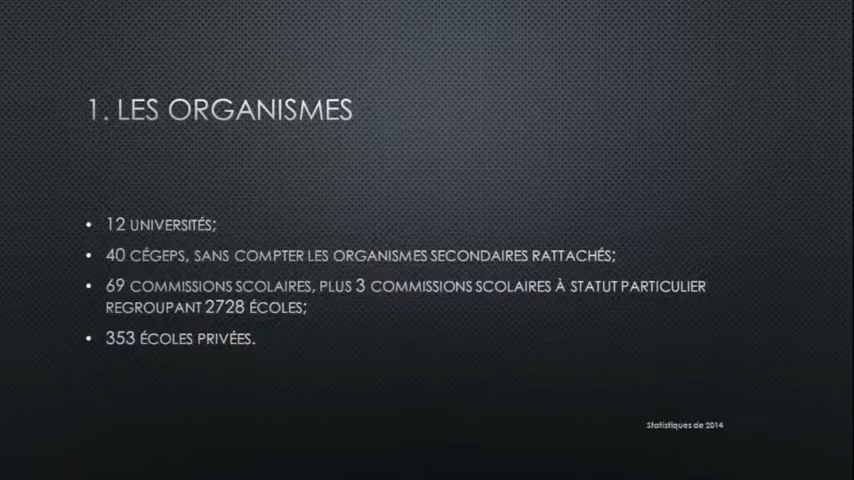 1. LES ORGANISMES
• 12 UNIVERSITÉS;
• 40 CÉGEPS, SANS COMPTER LES ORGANISMES SECONDAIRES RATTACHÉS;
• 69 COMMISSIONS SCOLAIRES, PLUS 3 COMMISSIONS SCOLAIRES À STATUT PARTICULIER
REGROUPANT 2728 ÉCOLES;
• 353 ÉCOLES PRIVÉES.
Statistiques de 2014